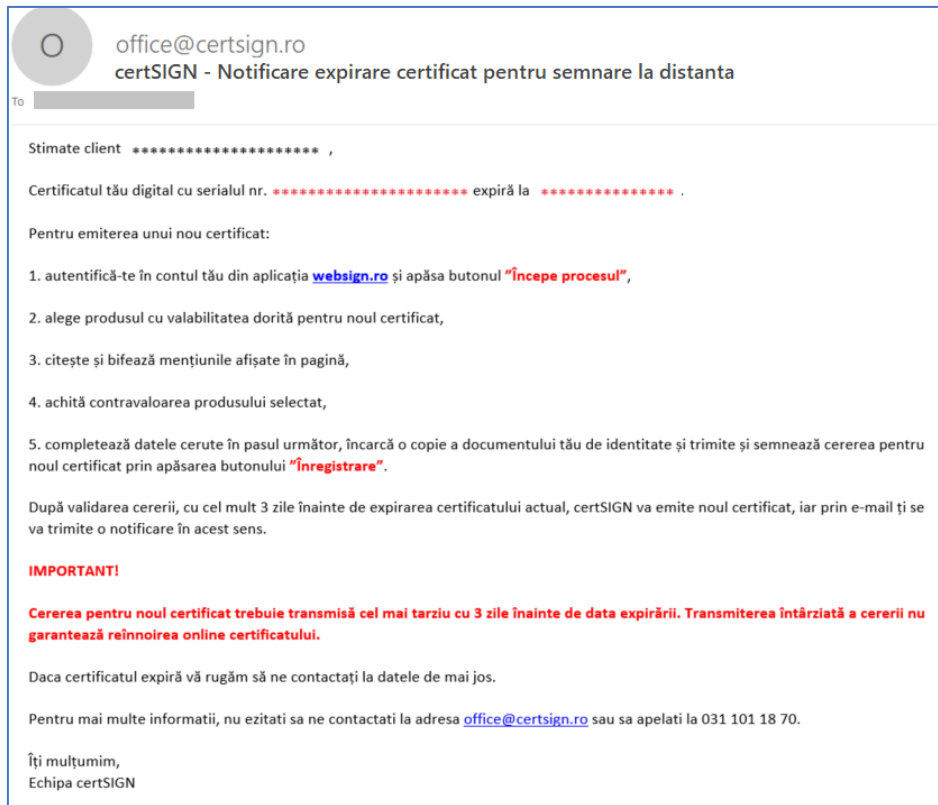 O
office@certsign.ro
certSIGN - Notificare expirare certificat pentru semnare la distanta
To
Stimate client ********************* ,
Certificatul tău digital cu serialul nr. ********************** expiră la *************** .
Pentru emiterea unui nou certificat:
1. autentifică-te în contul tău din aplicația websign.ro și apăsa butonul ”Începe procesul”,
2. alege produsul cu valabilitatea dorită pentru noul certificat,
3. citește și bifează mențiunile afișate în pagină,
4. achită contravaloarea produsului selectat,
5. completează datele cerute în pasul următor, încarcă o copie a documentului tău de identitate și trimite și semnează cererea pentru
noul certificat prin apăsarea butonului ”Înregistrare”.
După validarea cererii, cu cel mult 3 zile înainte de expirarea certificatului actual, certSIGN va emite noul certificat, iar prin e-mail ți se
va trimite o notificare în acest sens.
IMPORTANT!
Cererea pentru noul certificat trebuie transmisă cel mai tarziu cu 3 zile înainte de data expirării. Transmiterea întârziată a cererii nu
garantează reînnoirea online certificatului.
Daca certificatul expiră vă rugăm să ne contactați la datele de mai jos.
Pentru mai multe informatii, nu ezitati sa ne contactati la adresa office@certsign.ro sau sa apelati la 031 101 18 70.
Îți mulțumim,
Echipa certSIGN